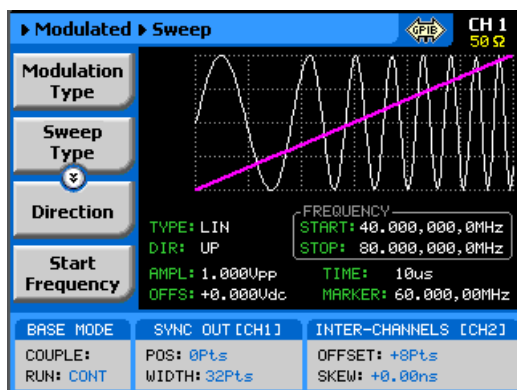 ▸ Modulated ▸ Sweep
GPIB
CH 1
50 Ω
Modulation
Type
Sweep
Type
Direction
Start
Frequency
TYPE: LIN
DIR: UP
FREQUENCY
START: 40.000,000,0MHz
STOP: 80.000,000,0MHz
AMPL: 1.000Vpp
TIME: 10us
OFFS: +0.000Vdc
MARKER: 60.000,00MHz
BASE MODE
COUPLE:
RUN: CONT
SYNC OUT [CH1]
POS: 0Pts
WIDTH: 32Pts
INTER-CHANNELS [CH2]
OFFSET: +8Pts
SKEW: +0.00ns